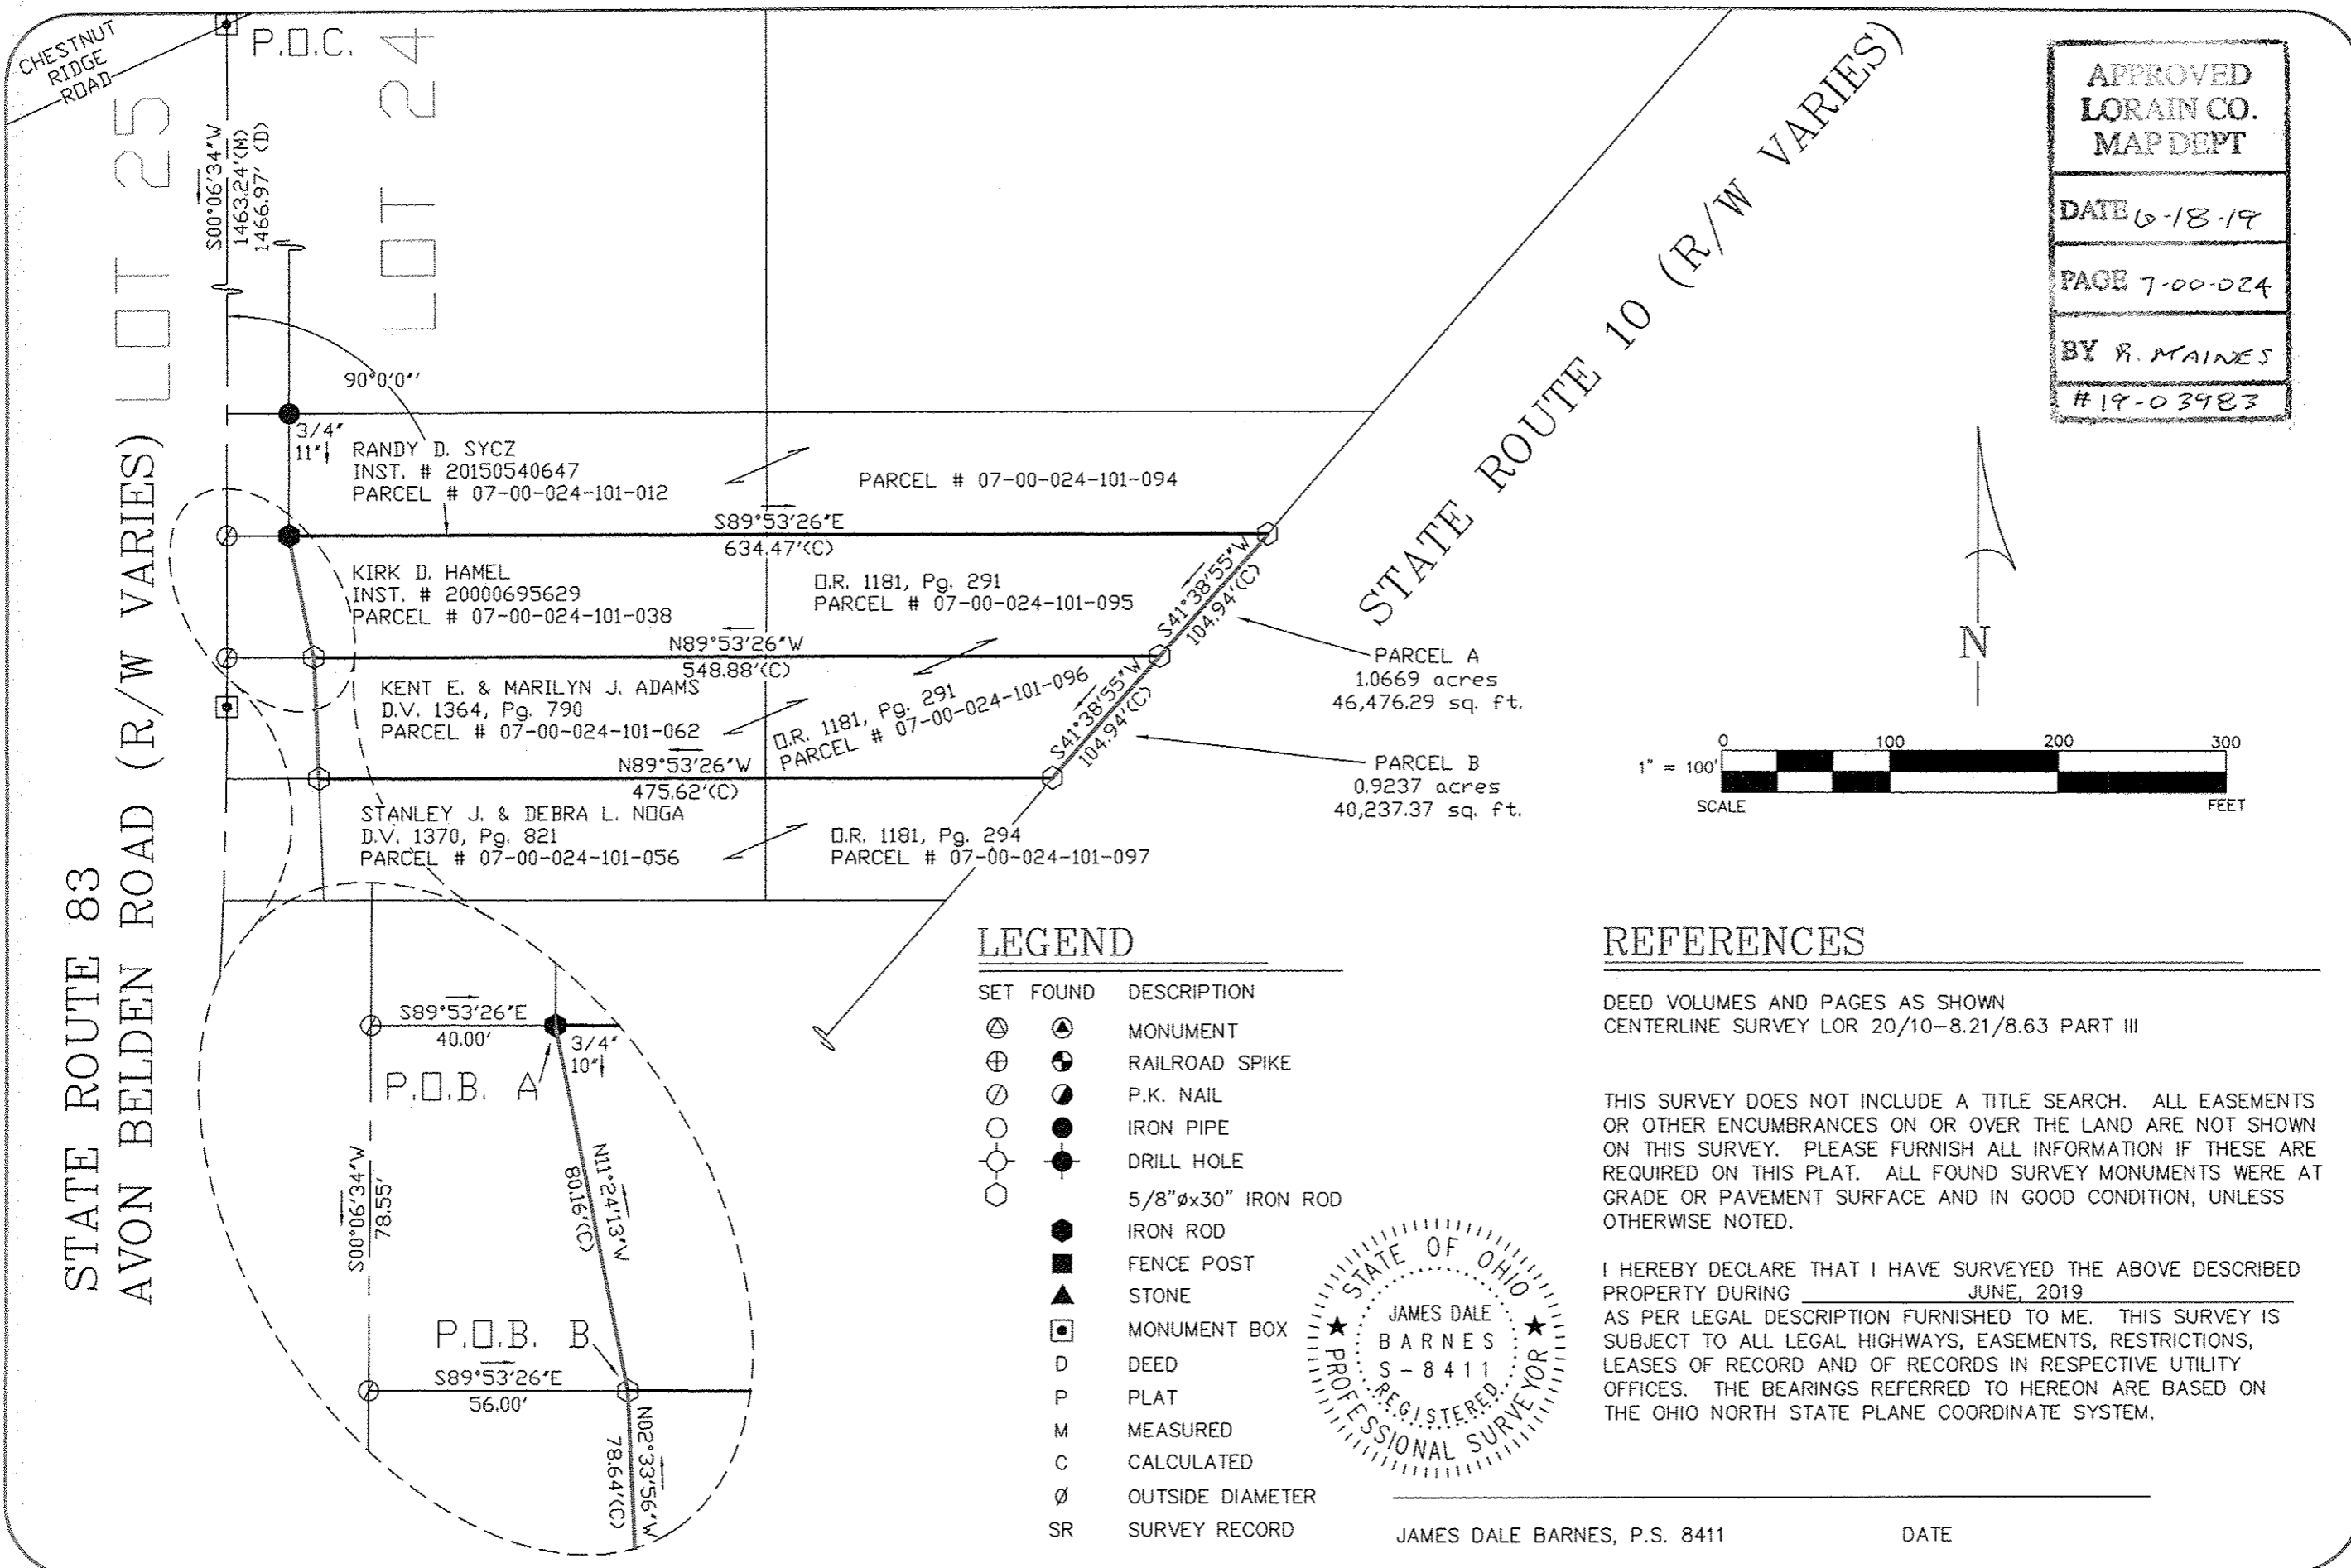 CHESTNUT
RIDGE
ROAD
P.O.C.
LOT 25
LOT 24
S00°06'34"W
1463.24'(M)
1466.97' (D)
90°0'0"
3/4"
11"
RANDY D. SYCZ
INST. # 20150540647
PARCEL # 07-00-024-101-012
PARCEL # 07-00-024-101-094
S89°53'26"E
634.47'(C)
KIRK D. HAMEL
INST. # 20000695629
PARCEL # 07-00-024-101-038
O.R. 1181, Pg. 291
PARCEL # 07-00-024-101-095
S41°38'55"W
104.94'(C)
N89°53'26"W
548.88'(C)
KENT E. & MARILYN J. ADAMS
D.V. 1364, Pg. 790
PARCEL # 07-00-024-101-062
O.R. 1181, Pg. 291
PARCEL # 07-00-024-101-096
S41°38'55"W
104.94'(C)
N89°53'26"W
475.62'(C)
STANLEY J. & DEBRA L. NOGA
D.V. 1370, Pg. 821
PARCEL # 07-00-024-101-056
O.R. 1181, Pg. 294
PARCEL # 07-00-024-101-097
STATE ROUTE 10 (R/W VARIES)
PARCEL A
1.0669 acres
46,476.29 sq. ft.
PARCEL B
0.9237 acres
40,237.37 sq. ft.
STATE ROUTE 83
AVON BELDEN ROAD (R/W VARIES)
APPROVED
LORAIN CO.
MAP DEPT
DATE 6-18-19
PAGE 7-00-024
BY R. MAINES
# 19-03983
N
0 100 200 300
1" = 100'
SCALE FEET
S89°53'26"E
40.00'
3/4"
10"
P.O.B. A
S00°06'34"W
78.55'
N11°24'13"W
80.16'(C)
P.O.B. B
S89°53'26"E
56.00'
N02°33'56"W
78.64'(C)
LEGEND
SET FOUND DESCRIPTION
MONUMENT
RAILROAD SPIKE
P.K. NAIL
IRON PIPE
DRILL HOLE
5/8"øx30" IRON ROD
IRON ROD
FENCE POST
STONE
MONUMENT BOX
D DEED
P PLAT
M MEASURED
C CALCULATED
Ø OUTSIDE DIAMETER
SR SURVEY RECORD
STATE OF OHIO
JAMES DALE
BARNES
S-8411
REGISTERED
PROFESSIONAL SURVEYOR
REFERENCES
DEED VOLUMES AND PAGES AS SHOWN
CENTERLINE SURVEY LOR 20/10-8.21/8.63 PART III
THIS SURVEY DOES NOT INCLUDE A TITLE SEARCH. ALL EASEMENTS
OR OTHER ENCUMBRANCES ON OR OVER THE LAND ARE NOT SHOWN
ON THIS SURVEY. PLEASE FURNISH ALL INFORMATION IF THESE ARE
REQUIRED ON THIS PLAT. ALL FOUND SURVEY MONUMENTS WERE AT
GRADE OR PAVEMENT SURFACE AND IN GOOD CONDITION, UNLESS
OTHERWISE NOTED.
I HEREBY DECLARE THAT I HAVE SURVEYED THE ABOVE DESCRIBED
PROPERTY DURING JUNE, 2019
AS PER LEGAL DESCRIPTION FURNISHED TO ME. THIS SURVEY IS
SUBJECT TO ALL LEGAL HIGHWAYS, EASEMENTS, RESTRICTIONS,
LEASES OF RECORD AND OF RECORDS IN RESPECTIVE UTILITY
OFFICES. THE BEARINGS REFERRED TO HEREON ARE BASED ON
THE OHIO NORTH STATE PLANE COORDINATE SYSTEM.
JAMES DALE BARNES, P.S. 8411 DATE